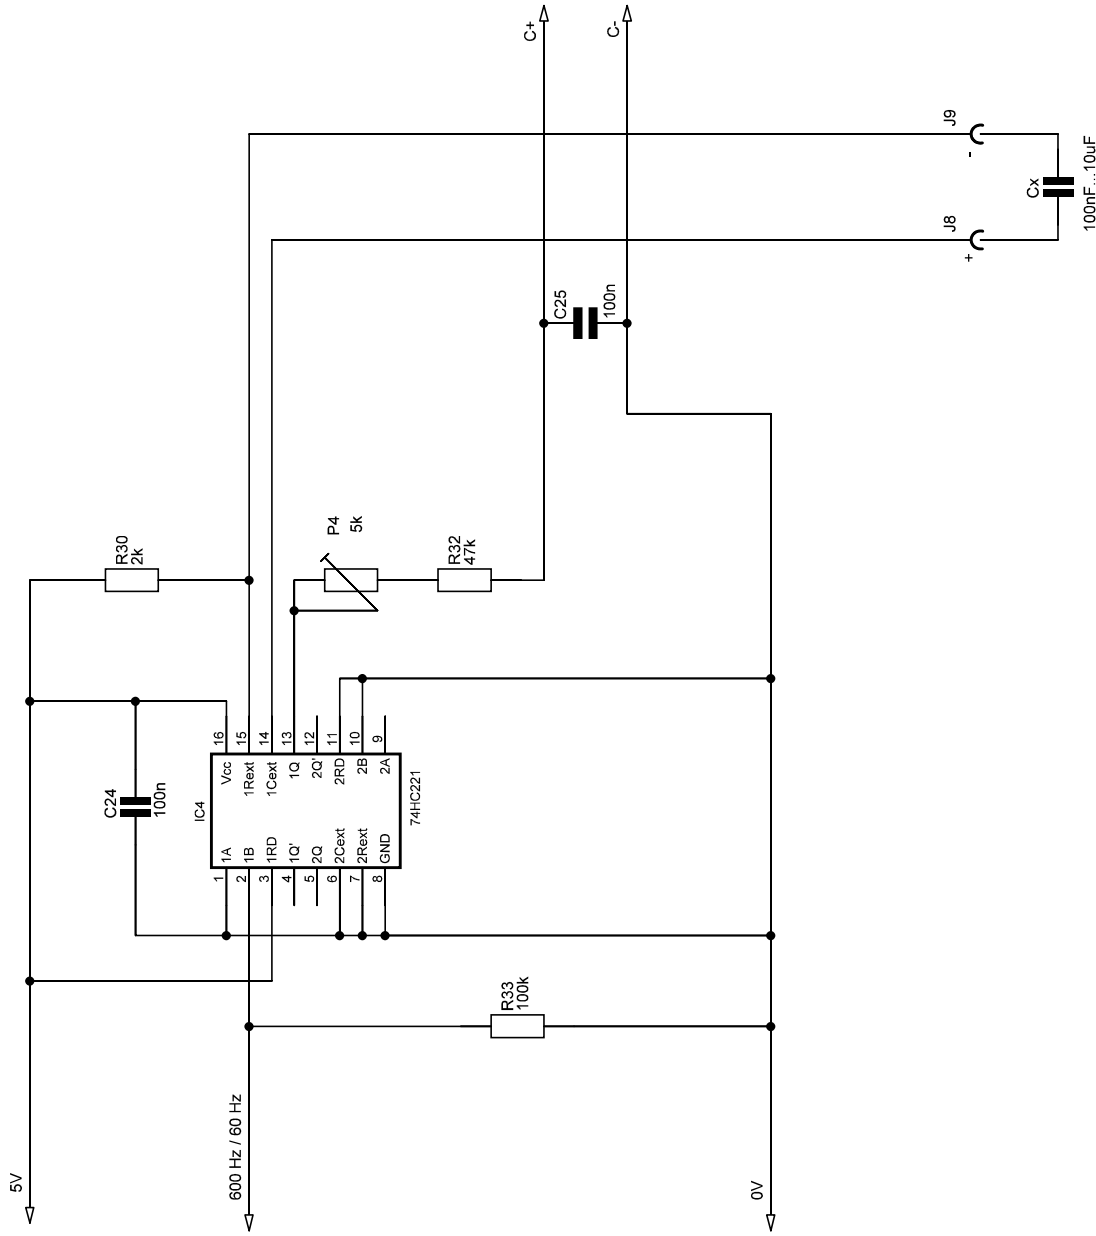 C+
C-
J9
-
Cx
100nF...10uF
J8
+
C25
100n
R30
2k
P4
5k
R32
47k
C24
100n
IC4
74HC221
16
15
14
13
12
11
10
9
Vcc
1Rext
1Cext
1Q
2Q'
2RD
2B
2A
1A
1B
1RD
1Q'
2Q
2Cext
2Rext
GND
1
2
3
4
5
6
7
8
R33
100k
5V
600 Hz / 60 Hz
0V